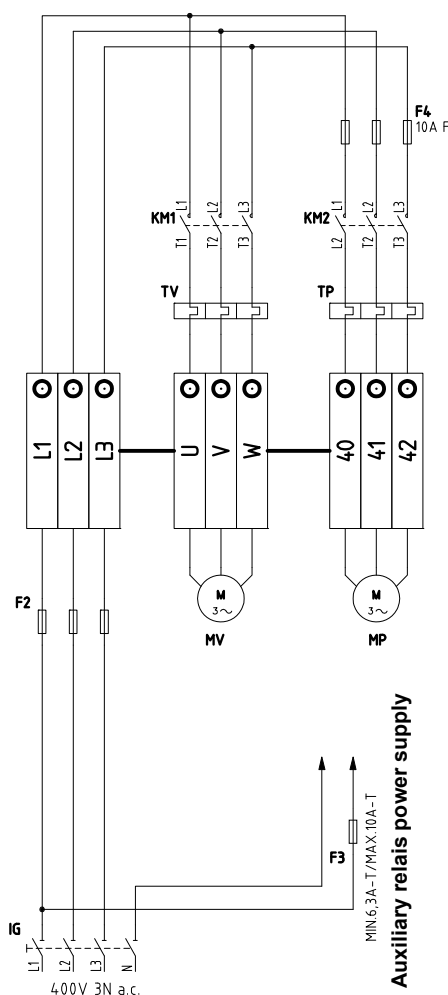 F4
10A F
L1 L2 L3
KM1
T1 T2 T3
L1 L2 L3
KM2
L2 T2 T3
TV
TP
L1 L2 L3
U V W
40 41 42
F2
M
3~
MV
M
3~
MP
F3
MIN.6,3A-T/MAX.10A-T
Auxiliary relais power supply
IG
L1 L2 L3 N
400V 3N a.c.